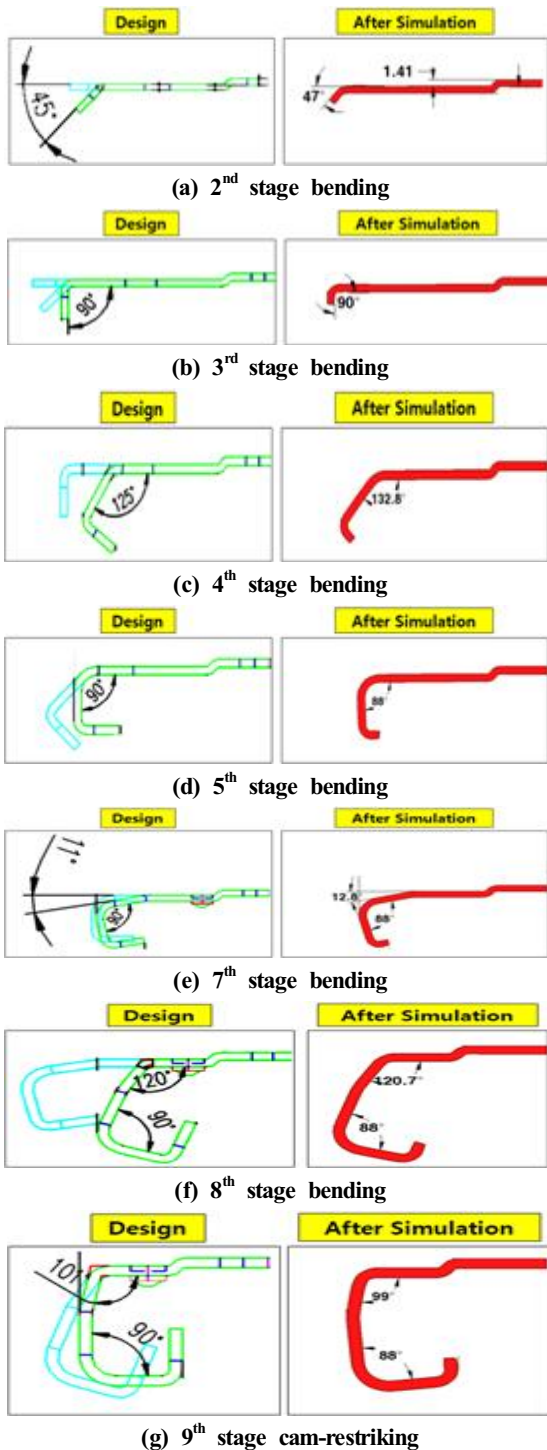 Design After Simulation
45° 47° 1.41
(a) 2nd stage bending
Design After Simulation
90° 90°
(b) 3rd stage bending
Design After Simulation
125° 132.8°
(c) 4th stage bending
Design After Simulation
90° 88°
(d) 5th stage bending
Design After Simulation
11° 90° 12.8 88°
(e) 7th stage bending
Design After Simulation
120° 90° 120.7° 88°
(f) 8th stage bending
Design After Simulation
101 90° 99° 88°
(g) 9th stage cam-restriking